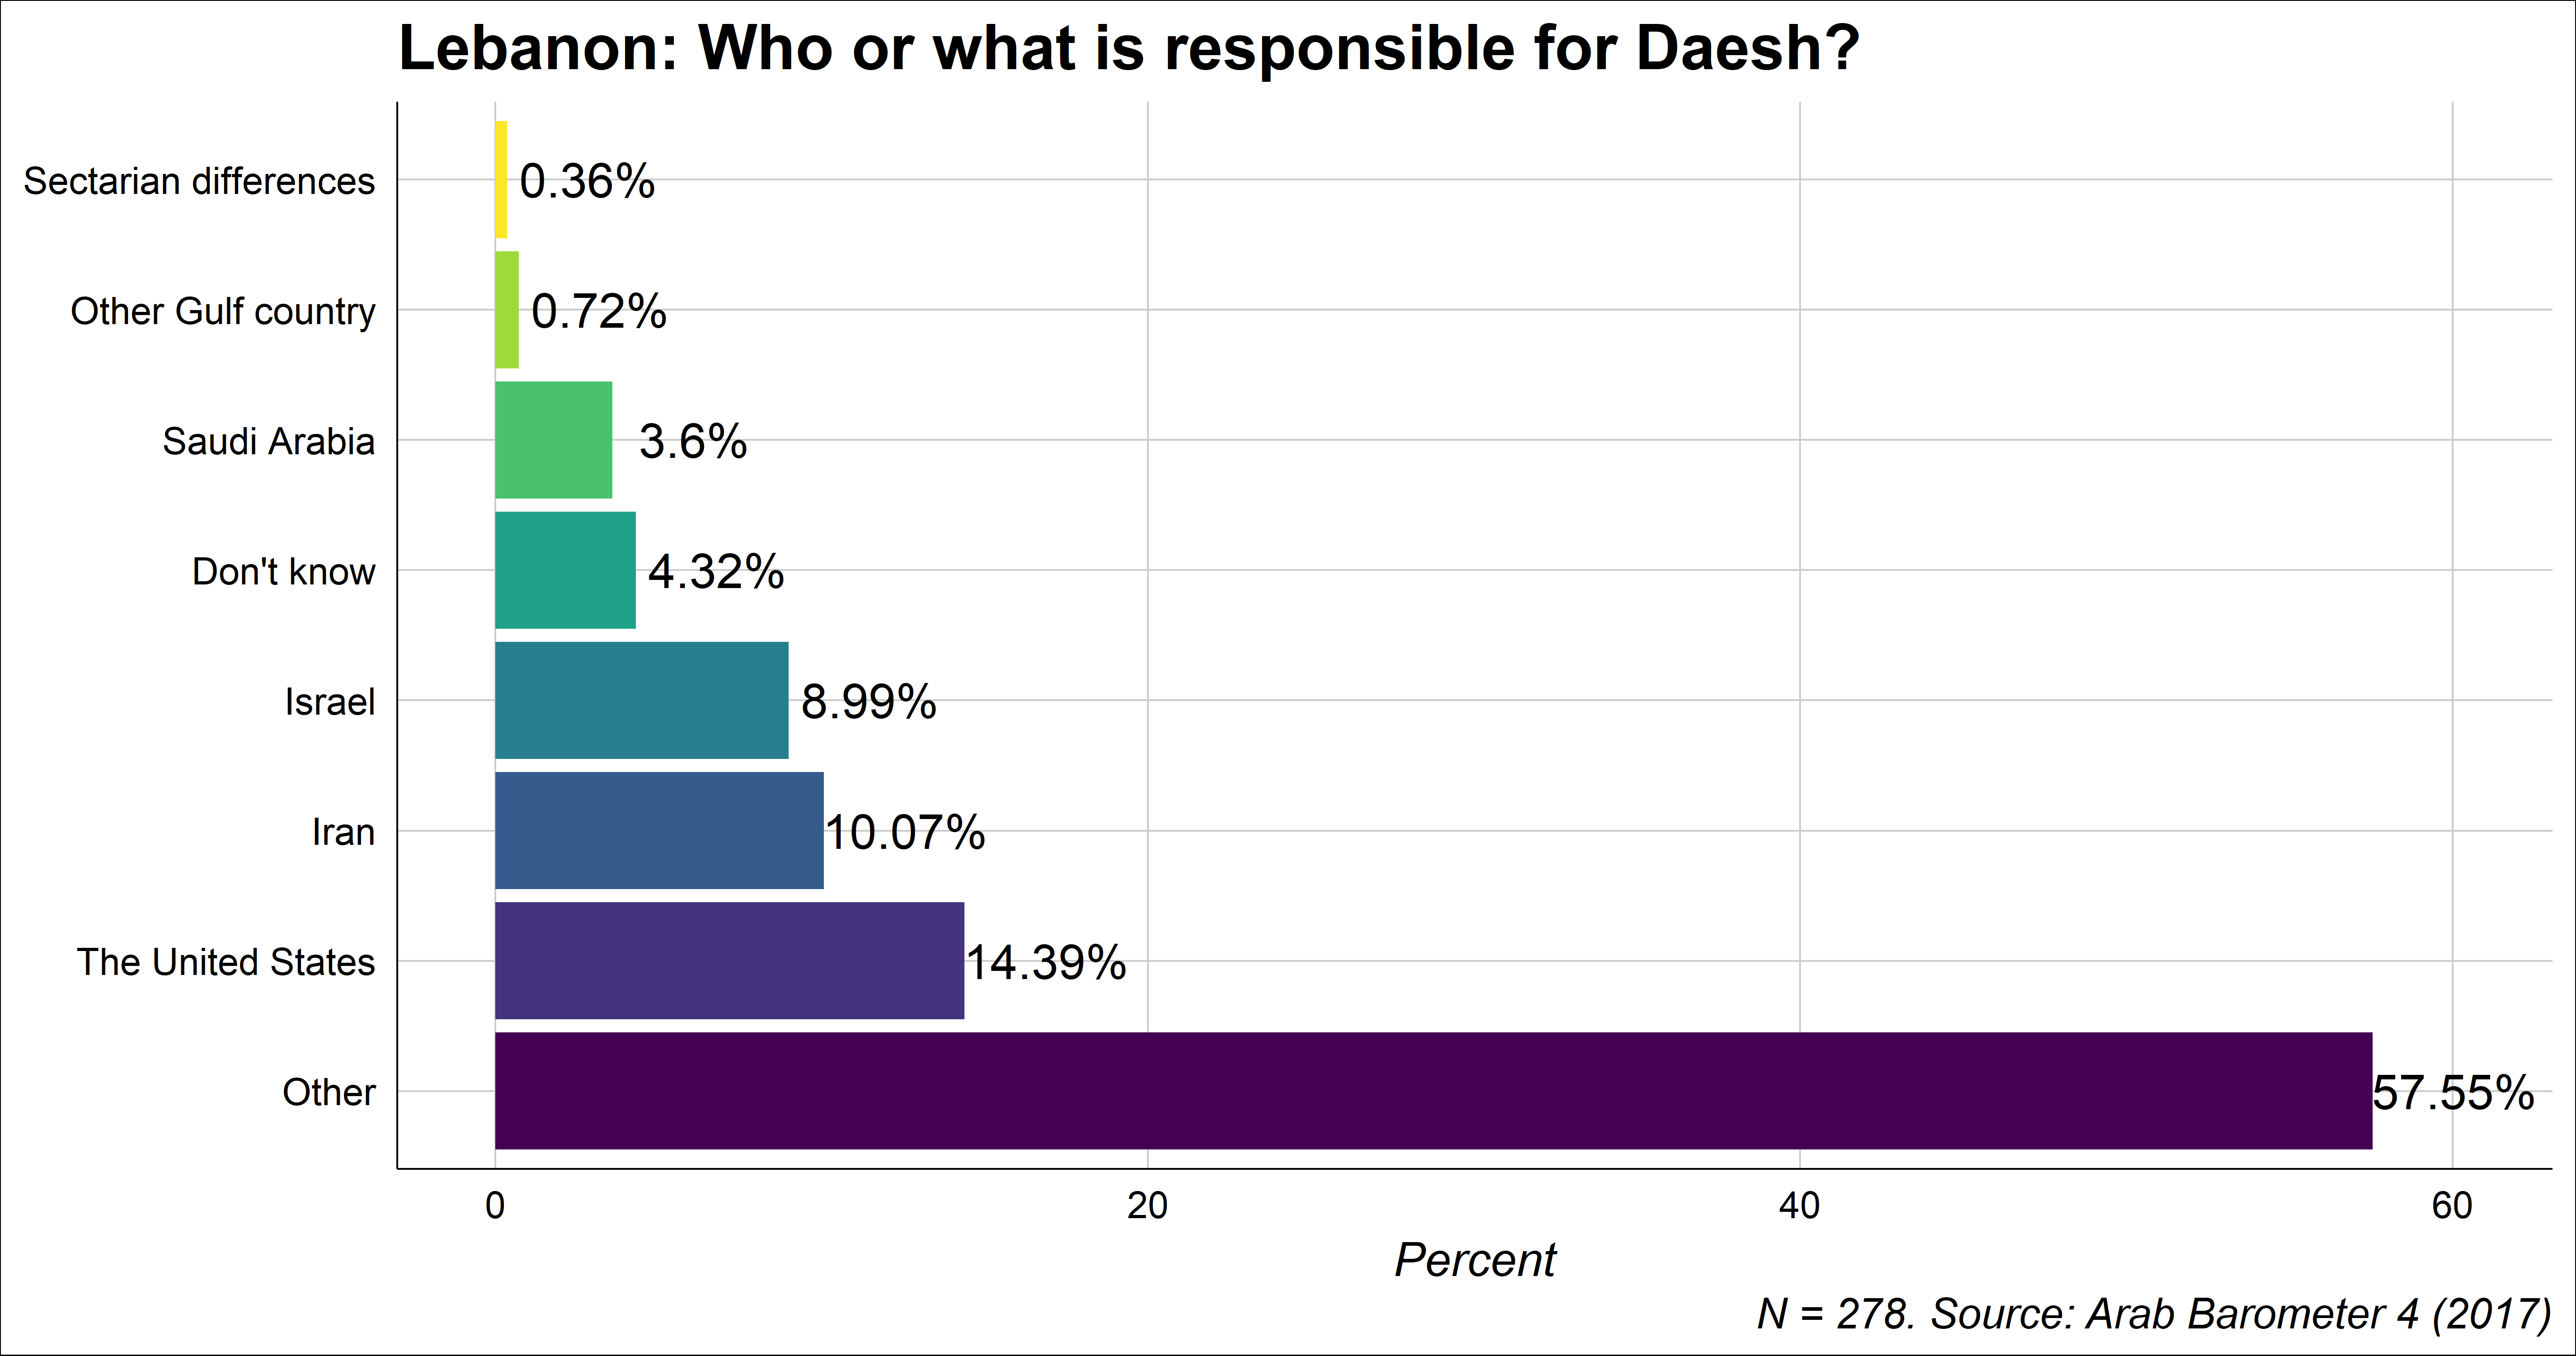 Lebanon: Who or what is responsible for Daesh?
Sectarian differences 0.36%
Other Gulf country 0.72%
Saudi Arabia 3.6%
Don't know 4.32%
Israel 8.99%
Iran 10.07%
The United States 14.39%
Other 57.55%
0 20 40 60
Percent
N = 278. Source: Arab Barometer 4 (2017)